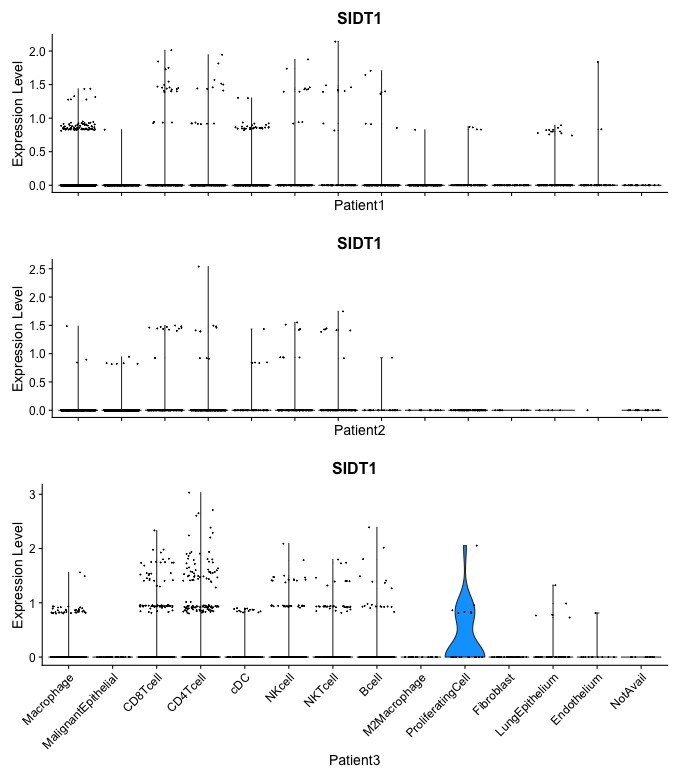 SIDT1
Expression Level
2.0
1.5
1.0
0.5
0.0
Patient1
SIDT1
Expression Level
2.5
2.0
1.5
1.0
0.5
0.0
Patient2
SIDT1
Expression Level
3
2
1
0
Macrophage
MalignantEpithelial
CD8Tcell
CD4Tcell
cDC
NKcell
NKTcell
Bcell
M2Macrophage
ProliferatingCell
Fibroblast
LungEpithelium
Endothelium
NotAvail
Patient3